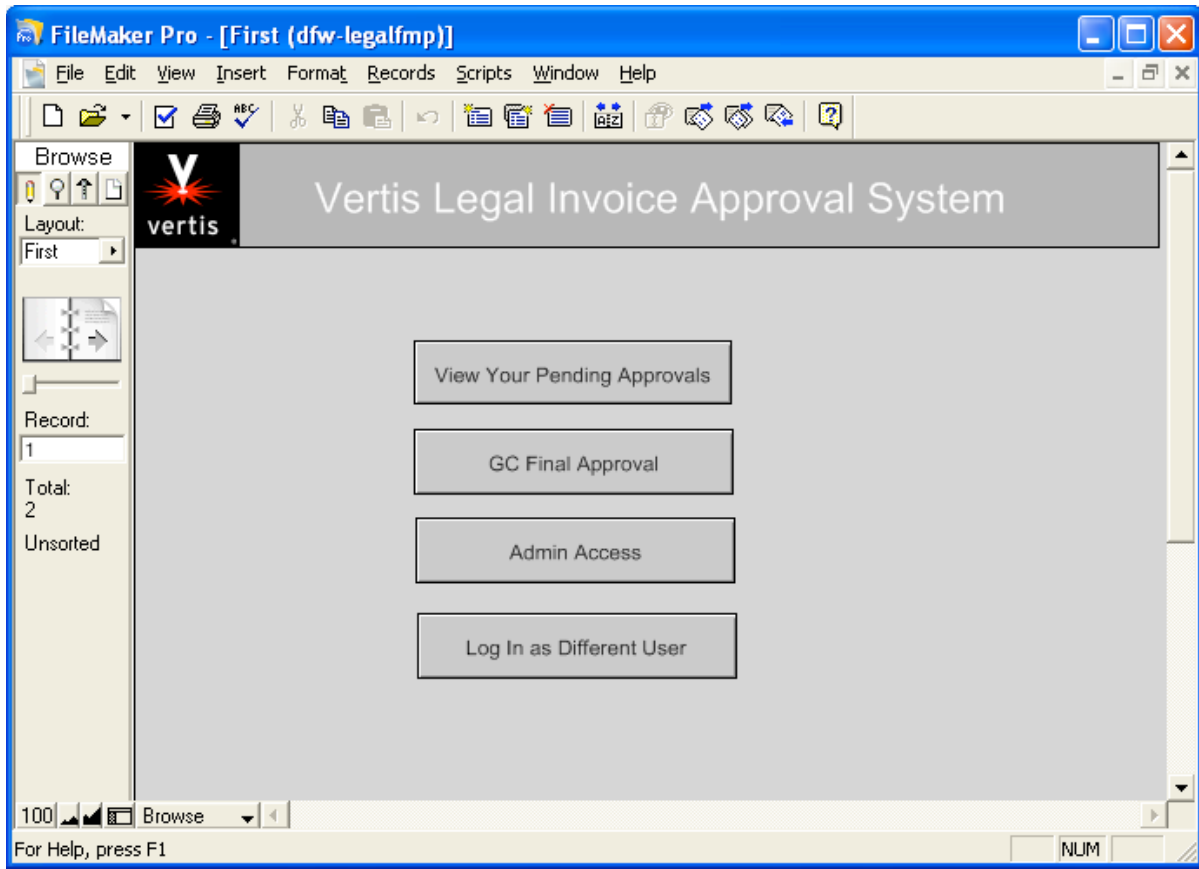 FileMaker Pro - [First (dfw-legalfmp)]
File Edit View Insert Format Records Scripts Window Help
Browse
Layout:
First
Record:
1
Total:
2
Unsorted
vertis
Vertis Legal Invoice Approval System
View Your Pending Approvals
GC Final Approval
Admin Access
Log In as Different User
100 Browse
For Help, press F1
NUM